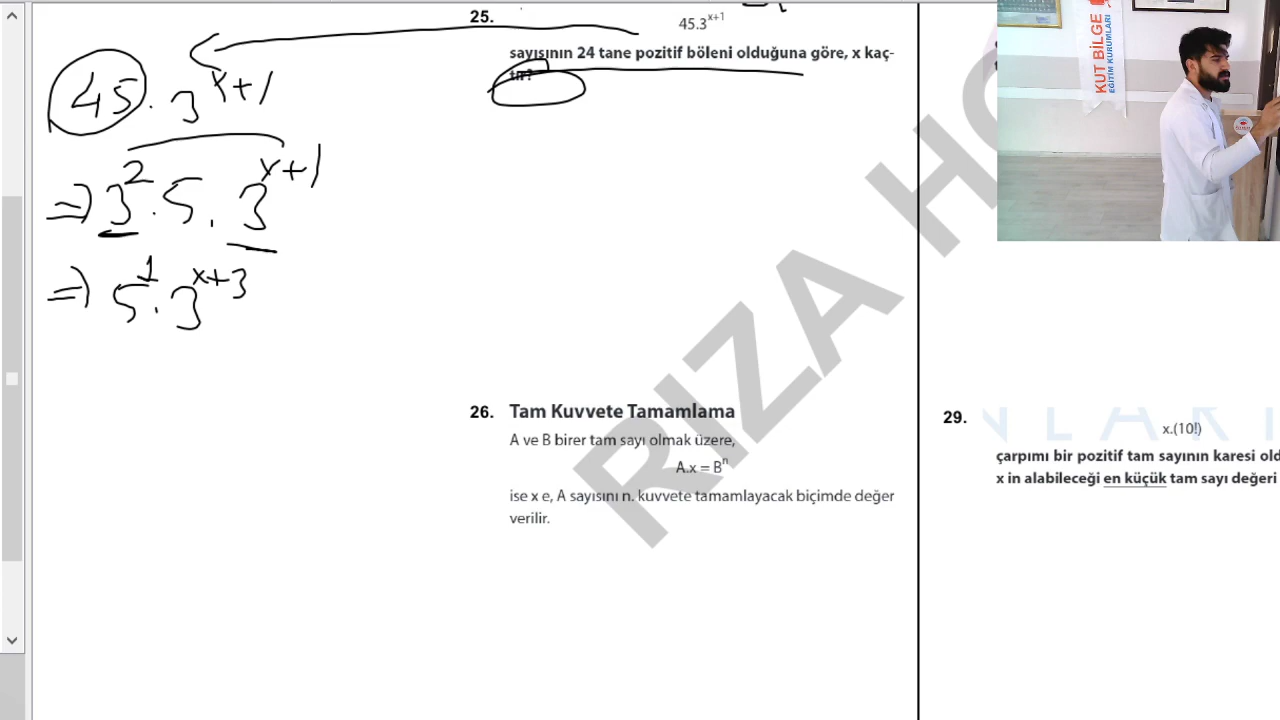 25.
45.3^{x+1}
sayısının 24 tane pozitif böleni olduğuna göre, x kaç-
tır?
45 . 3^{x+1}
⇒ 3^2 . 5 . 3^{x+1}
⇒ 5^1 . 3^{x+3}
26. Tam Kuvvete Tamamlama
A ve B birer tam sayı olmak üzere,
A.x = B^n
ise x e, A sayısını n. kuvvete tamamlayacak biçimde değer
verilir.
29.
x.(10!)
çarpımı bir pozitif tam sayının karesi old
x in alabileceği en küçük tam sayı değeri
KUT BİLGE
EĞİTİM KURUMLARI
RIZA HO